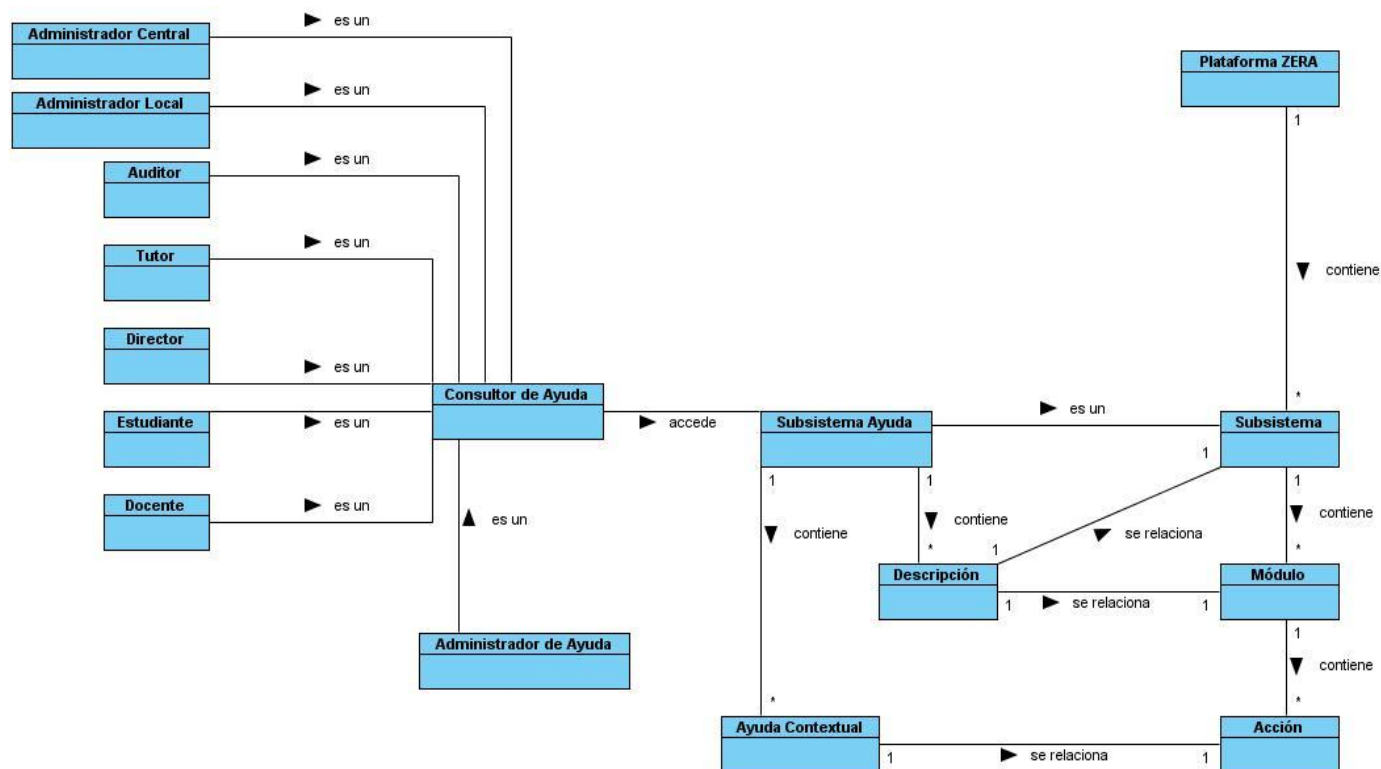 es un
Administrador Central
Plataforma ZERA
es un
Administrador Local
1
es un
Auditor
es un
Tutor
contiene
Director
es un
Consultor de Ayuda
*
Estudiante
es un
accede
Subsistema Ayuda
es un
Subsistema
1
1
1
1
Docente
es un
es un
contiene
contiene
contiene
se relaciona
*
1
*
Descripción
Módulo
1
se relaciona
1
1
Administrador de Ayuda
contiene
*
*
Ayuda Contextual
Acción
1
se relaciona
1